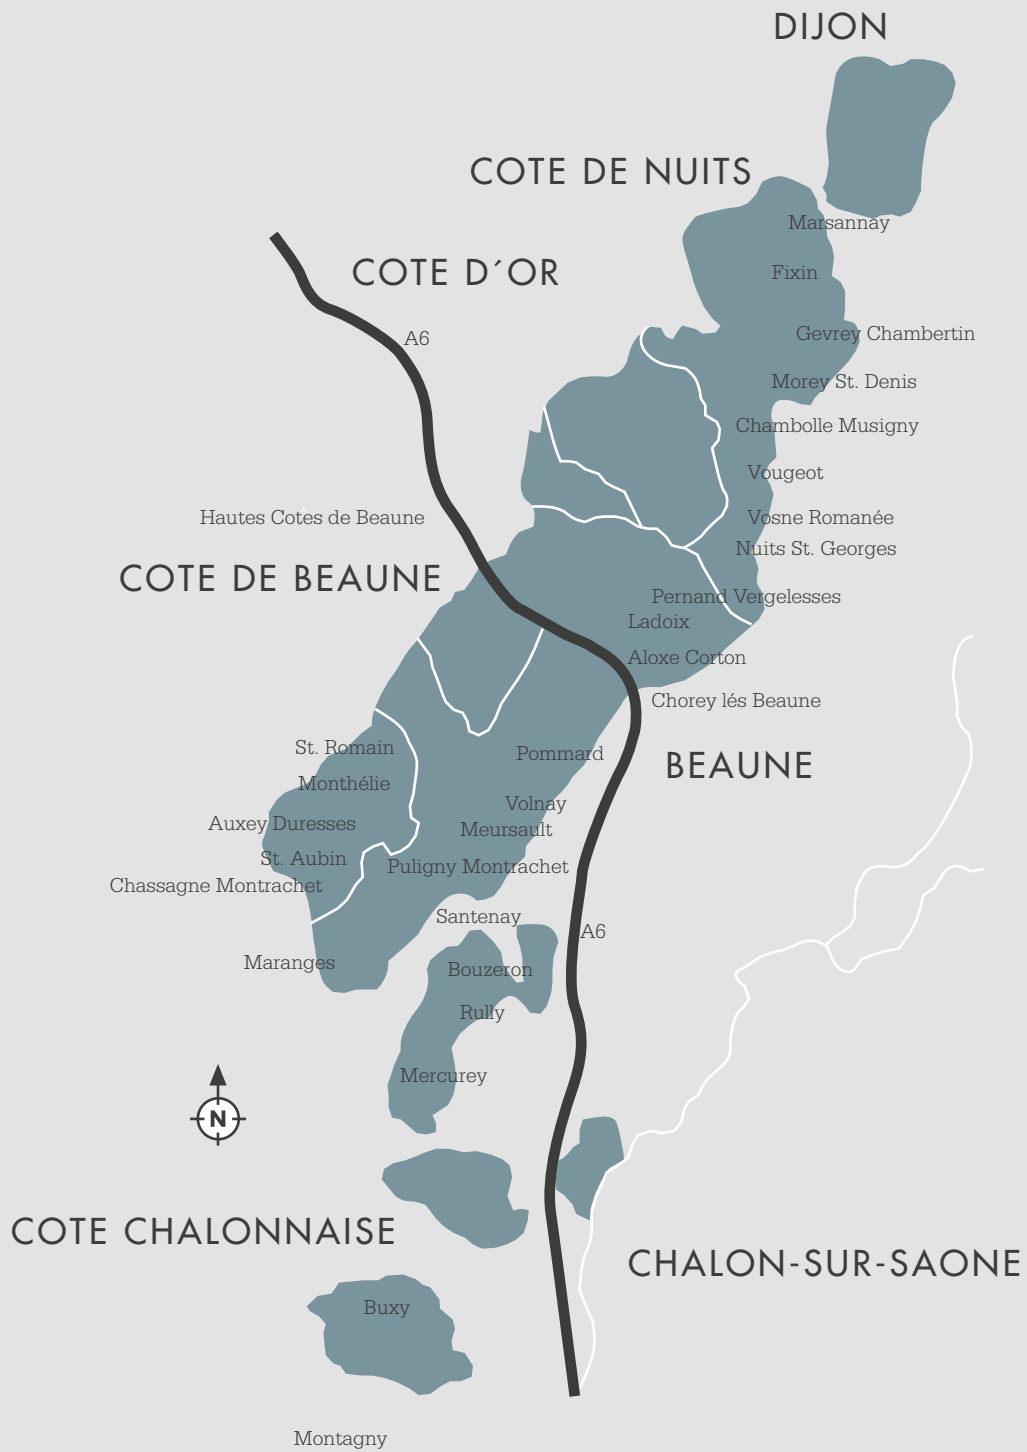 DIJON
COTE DE NUITS
Marsannay
COTE D´OR
Fixin
A6
Gevrey Chambertin
Morey St. Denis
Chambolle Musigny
Vougeot
Hautes Cotes de Beaune
Vosne Romanée
Nuits St. Georges
COTE DE BEAUNE
Pernand Vergelesses
Ladoix
Aloxe Corton
Chorey lés Beaune
St. Romain
Pommard
BEAUNE
Monthélie
Volnay
Auxey Duresses
Meursault
St. Aubin
Puligny Montrachet
Chassagne Montrachet
Santenay
A6
Maranges
Bouzeron
Rully
Mercurey
N
COTE CHALONNAISE
CHALON-SUR-SAONE
Buxy
Montagny